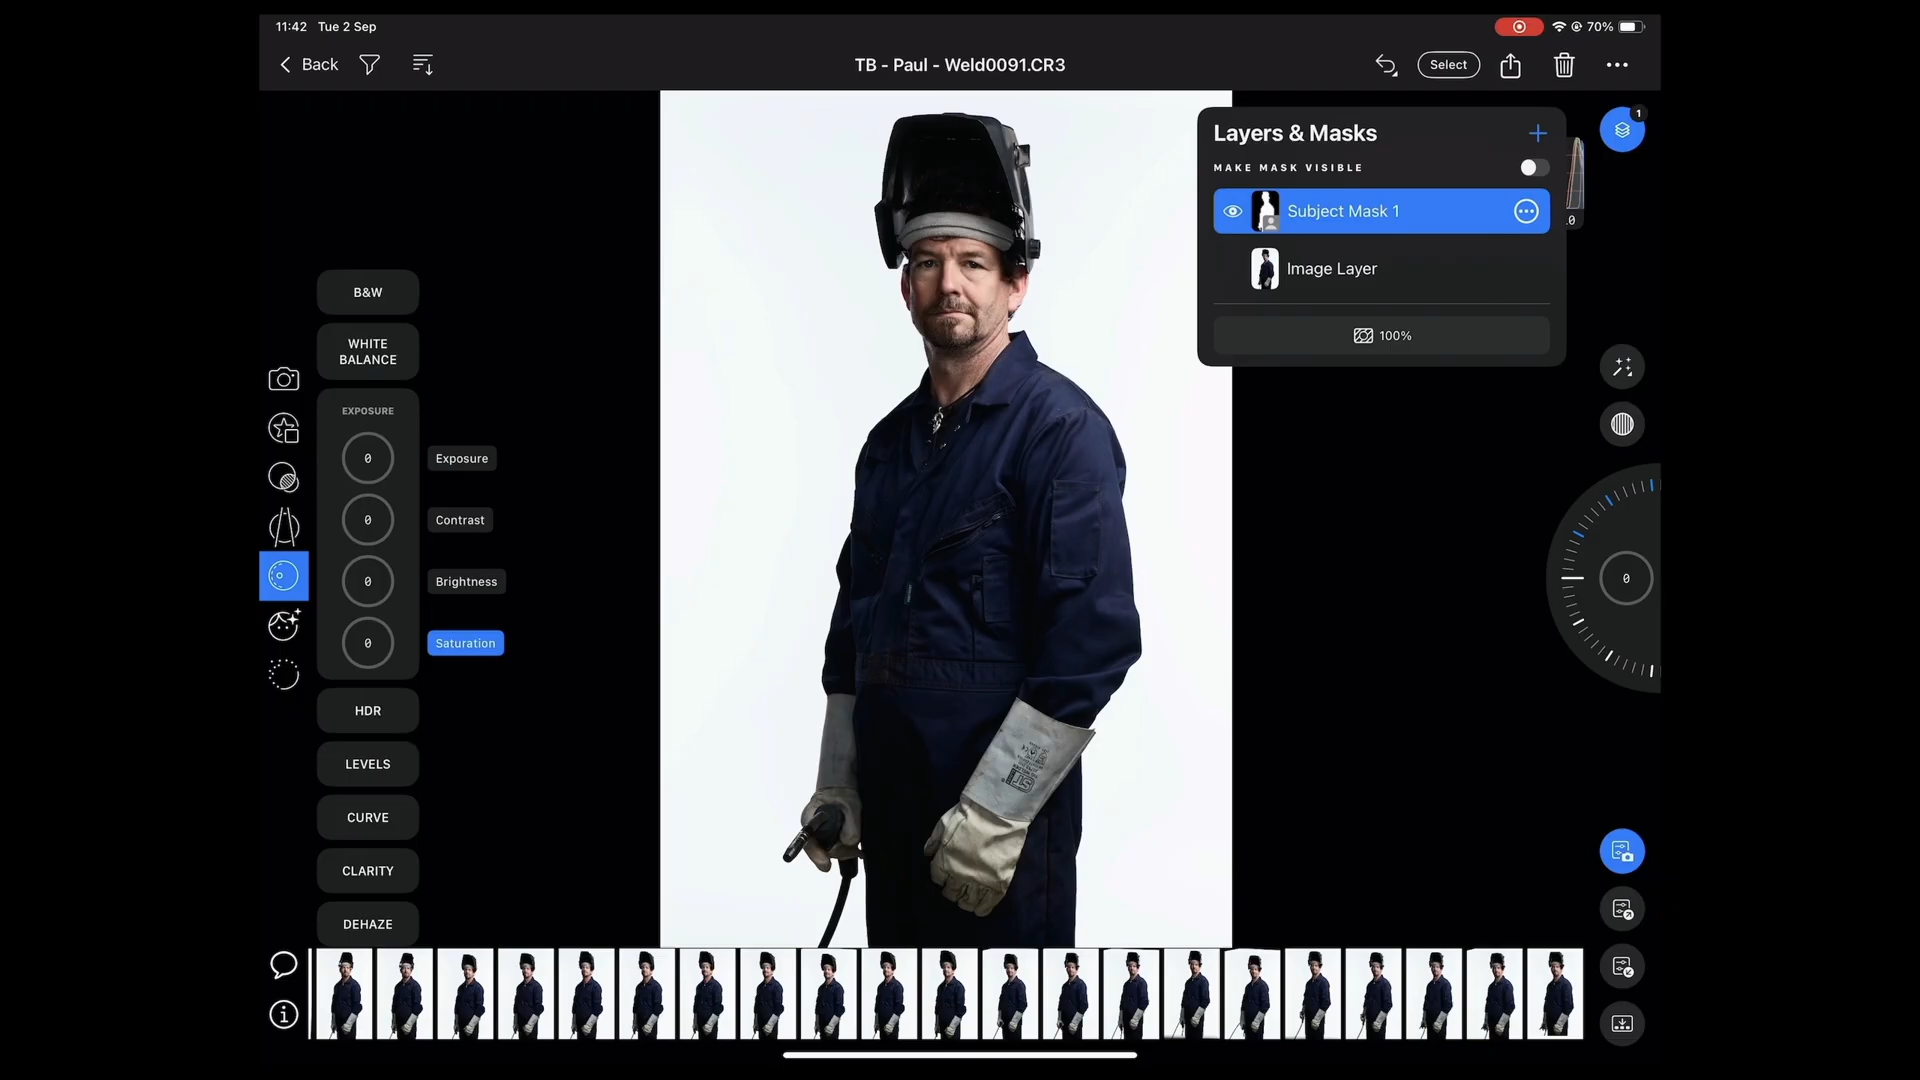 11:42 Tue 2 Sep
70%
Back
TB - Paul - Weld0091.CR3
Select
Layers & Masks
1
MAKE MASK VISIBLE
Subject Mask 1
.0
Image Layer
100%
B&W
WHITE
BALANCE
EXPOSURE
0 Exposure
0 Contrast
0 Brightness
0 Saturation
0
HDR
LEVELS
CURVE
CLARITY
DEHAZE